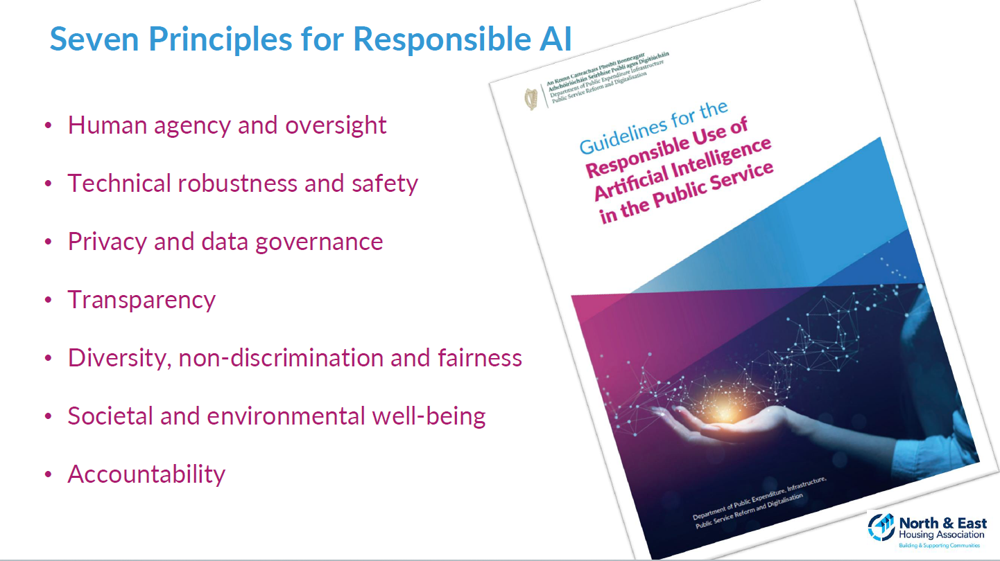 Seven Principles for Responsible AI
• Human agency and oversight
• Technical robustness and safety
• Privacy and data governance
• Transparency
• Diversity, non-discrimination and fairness
• Societal and environmental well-being
• Accountability
An Roinn Caiteachais Phoiblí Bonneagair
Athchóiriúcháin Seirbhíse Poiblí agus Digitiúcháin
Department of Public Expenditure Infrastructure
Public Service Reform and Digitalisation
Guidelines for the
Responsible Use of
Artificial Intelligence
in the Public Service
Department of Public Expenditure, Infrastructure,
Public Service Reform and Digitalisation
North & East
Housing Association
Building & Supporting Communities